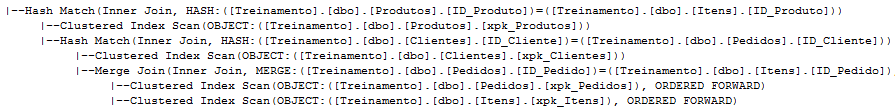 |--Hash Match(Inner Join, HASH:([Treinamento].[dbo].[Produtos].[ID_Produto])=([Treinamento].[dbo].[Itens].[ID_Produto]))
|--Clustered Index Scan(OBJECT:([Treinamento].[dbo].[Produtos].[xpk_Produtos]))
|--Hash Match(Inner Join, HASH:([Treinamento].[dbo].[Clientes].[ID_Cliente])=([Treinamento].[dbo].[Pedidos].[ID_Cliente]))
|--Clustered Index Scan(OBJECT:([Treinamento].[dbo].[Clientes].[xpk_Clientes]))
|--Merge Join(Inner Join, MERGE:([Treinamento].[dbo].[Pedidos].[ID_Pedido])=([Treinamento].[dbo].[Itens].[ID_Pedido])
|--Clustered Index Scan(OBJECT:([Treinamento].[dbo].[Pedidos].[xpk_Pedidos]), ORDERED FORWARD)
|--Clustered Index Scan(OBJECT:([Treinamento].[dbo].[Itens].[xpk_Itens]), ORDERED FORWARD)